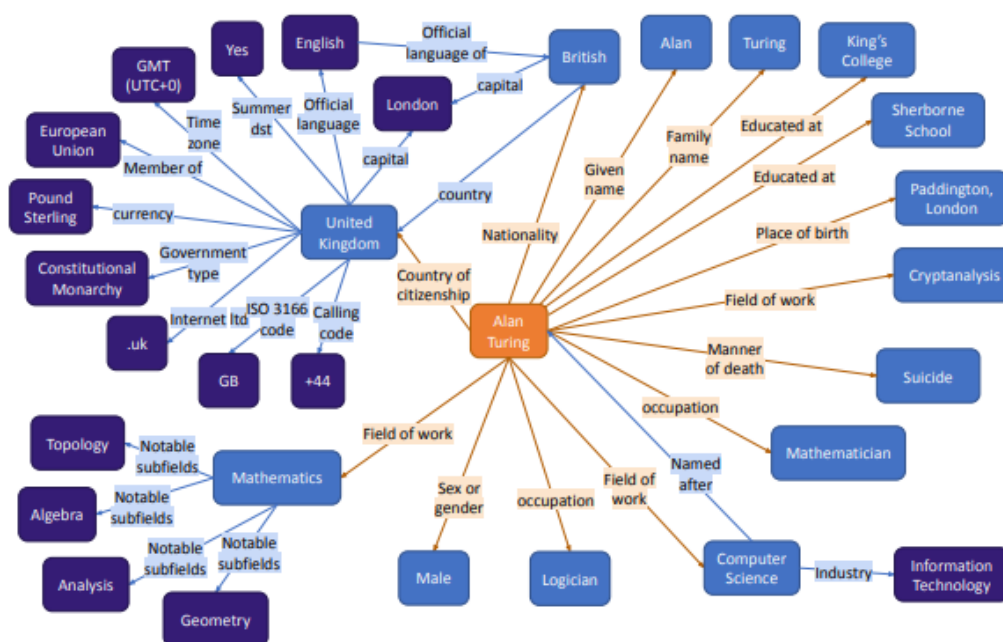 Yes
English
Official
language of
British
Alan
Turing
King's
College
GMT
(UTC+0)
capital
London
Summer
dst
Official
language
Sherborne
School
European
Union
Time
zone
Educated at
Family
name
Member of
capital
Given
name
Educated at
Pound
Sterling
currency
country
Paddington,
London
United
Kingdom
Nationality
Place of birth
Constitutional
Monarchy
Government
type
Country of
citizenship
Cryptanalysis
Field of work
.uk
Internet ltd
ISO 3166
code
Calling
code
Alan
Turing
Manner
of death
GB
+44
Suicide
occupation
Topology
Notable
subfields
Field of work
Mathematician
Mathematics
Named
after
Algebra
Notable
subfields
Sex or
gender
occupation
Field of
work
Notable
subfields
Notable
subfields
Analysis
Geometry
Male
Logician
Computer
Science
Industry
Information
Technology